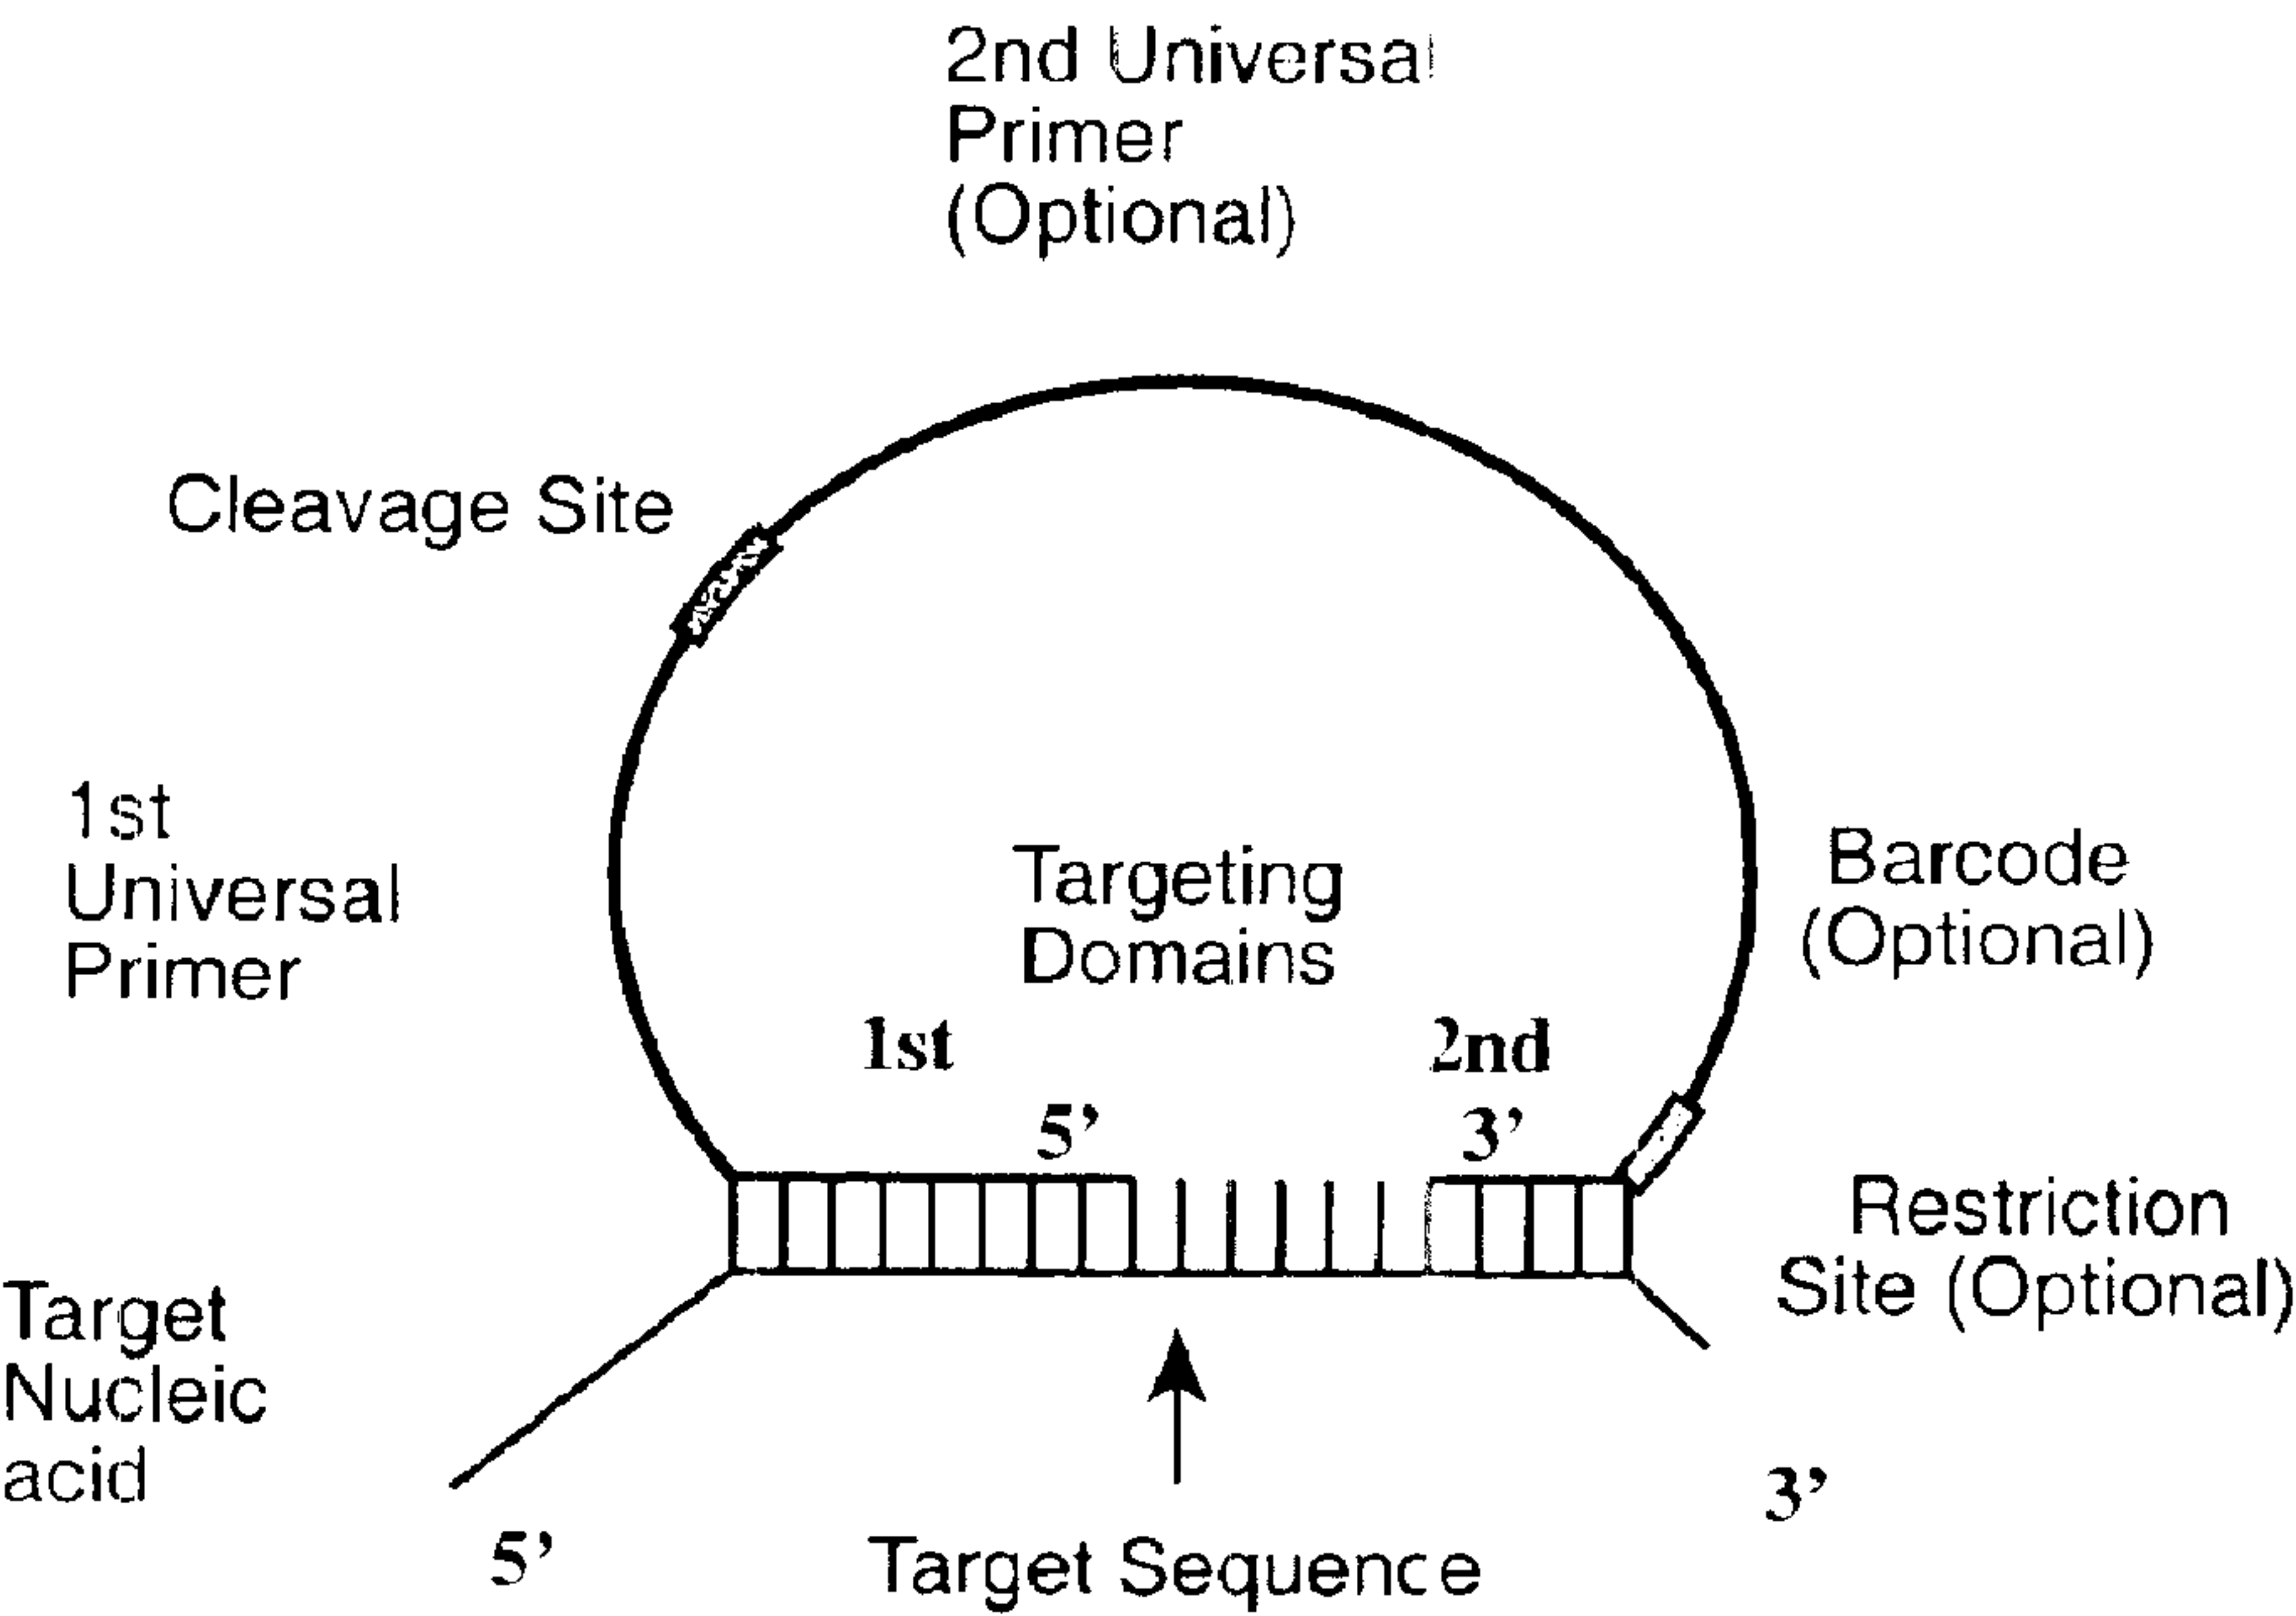 2nd Universal
Primer
(Optional)
Cleavage Site
1st
Universal
Primer
Targeting
Domains
Barcode
(Optional)
1st
2nd
5’
3’
Restriction
Site (Optional)
Target
Nucleic
acid
3’
5’
Target Sequence